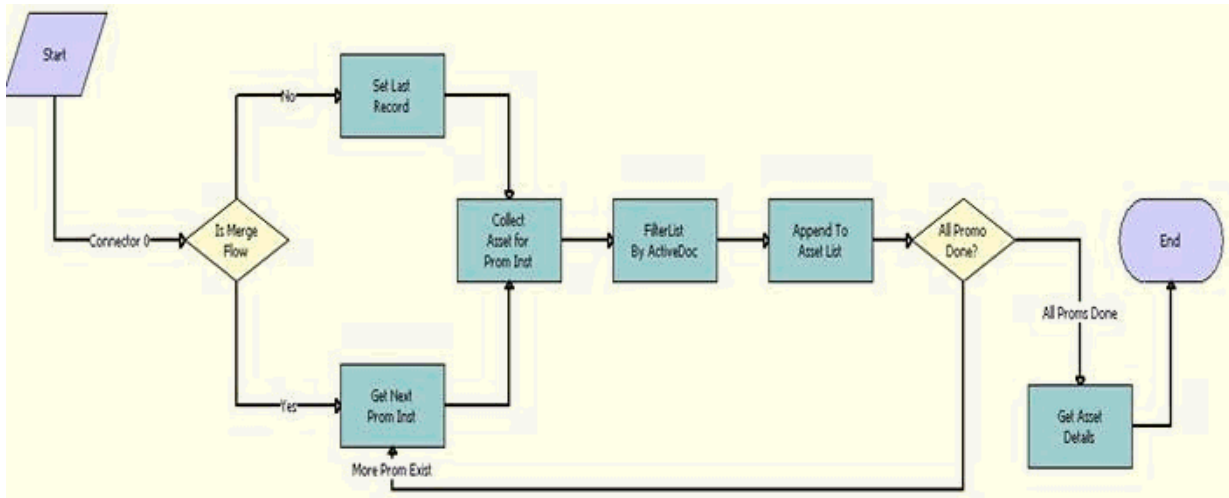 Start
Connector 0
Is Merge
Flow
No
Yes
Set Last
Record
Get Next
Prom Inst
Collect
Asset for
Prom Inst
FilterList
By ActiveDoc
Append To
Asset List
All Promo
Done?
More Prom Exist
All Proms Done
Get Asset
Details
End